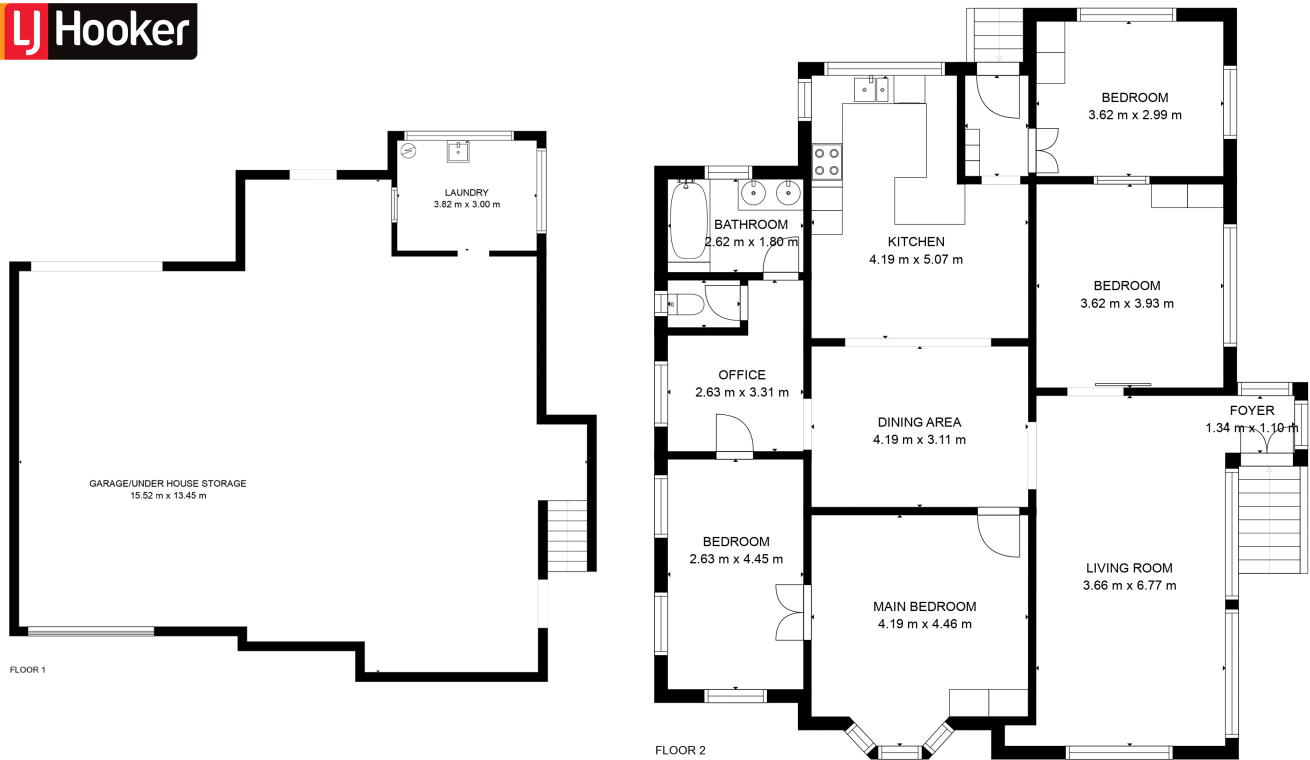 LJ Hooker
LAUNDRY
3.82 m x 3.00 m
GARAGE/UNDER HOUSE STORAGE
15.52 m x 13.45 m
FLOOR 1
BEDROOM
3.62 m x 2.99 m
BATHROOM
2.62 m x 1.80 m
KITCHEN
4.19 m x 5.07 m
BEDROOM
3.62 m x 3.93 m
OFFICE
2.63 m x 3.31 m
DINING AREA
4.19 m x 3.11 m
FOYER
1.34 m x 1.10 m
BEDROOM
2.63 m x 4.45 m
MAIN BEDROOM
4.19 m x 4.46 m
LIVING ROOM
3.66 m x 6.77 m
FLOOR 2